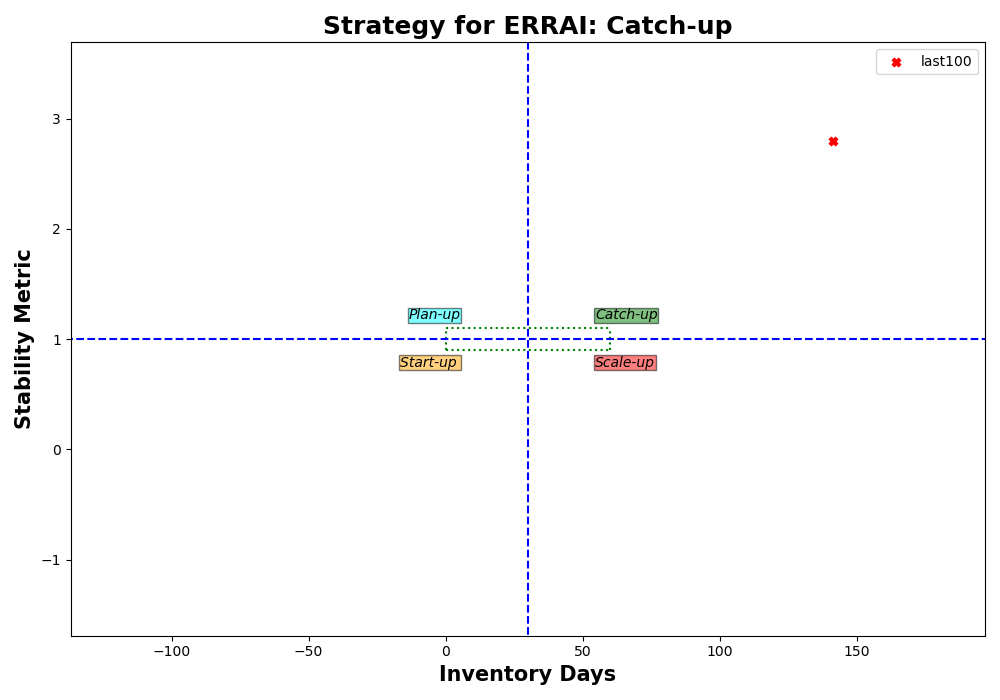 Strategy for ERRAI: Catch-up
last100
3
2
1
0
−1
Stability Metric
Plan-up
Catch-up
Start-up
Scale-up
−100
−50
0
50
100
150
Inventory Days